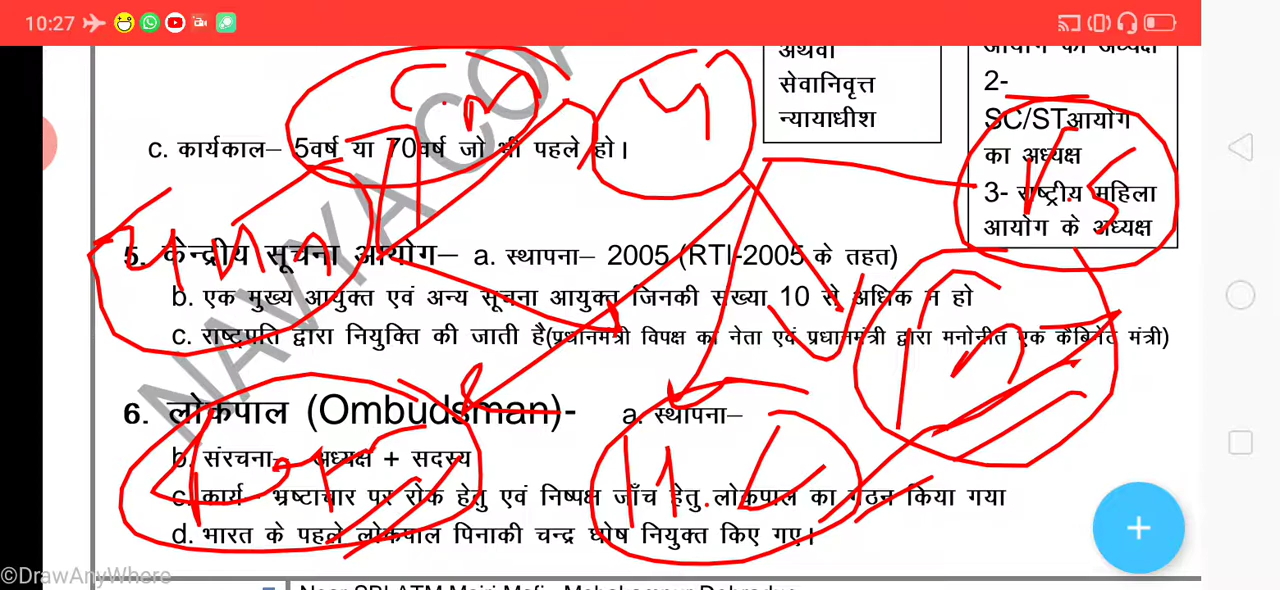 10:27
अथवा
सेवानिवृत्त
न्यायाधीश
आयोग का अध्यक्ष
2-
SC/STआयोग
का अध्यक्ष
3- राष्ट्रीय महिला
आयोग के अध्यक्ष
c. कार्यकाल– 5वर्ष या 70वर्ष जो भी पहले हो।
5. केन्द्रीय सूचना आयोग– a. स्थापना– 2005 (RTI-2005 के तहत)
b. एक मुख्य आयुक्त एवं अन्य सूचना आयुक्त जिनकी संख्या 10 से अधिक न हो
c. राष्ट्रपति द्वारा नियुक्ति की जाती है(प्रधानमंत्री विपक्ष का नेता एवं प्रधानमंत्री द्वारा मनोनीत एक कैबिनेट मंत्री)
6. लोकपाल (Ombudsman)- a. स्थापना–
b. संरचना– अध्यक्ष + सदस्य
c. कार्य – भ्रष्टाचार पर रोक हेतु एवं निष्पक्ष जाँच हेतु लोकपाल का गठन किया गया
d. भारत के पहले लोकपाल पिनाकी चन्द्र घोष नियुक्त किए गए।
©DrawAnyWhere
V.S